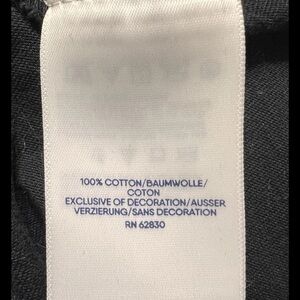 100% COTTON/BAUMWOLLE/
COTON
EXCLUSIVE OF DECORATION/AUSSER
VERZIERUNG/SANS DECORATION
RN 62830